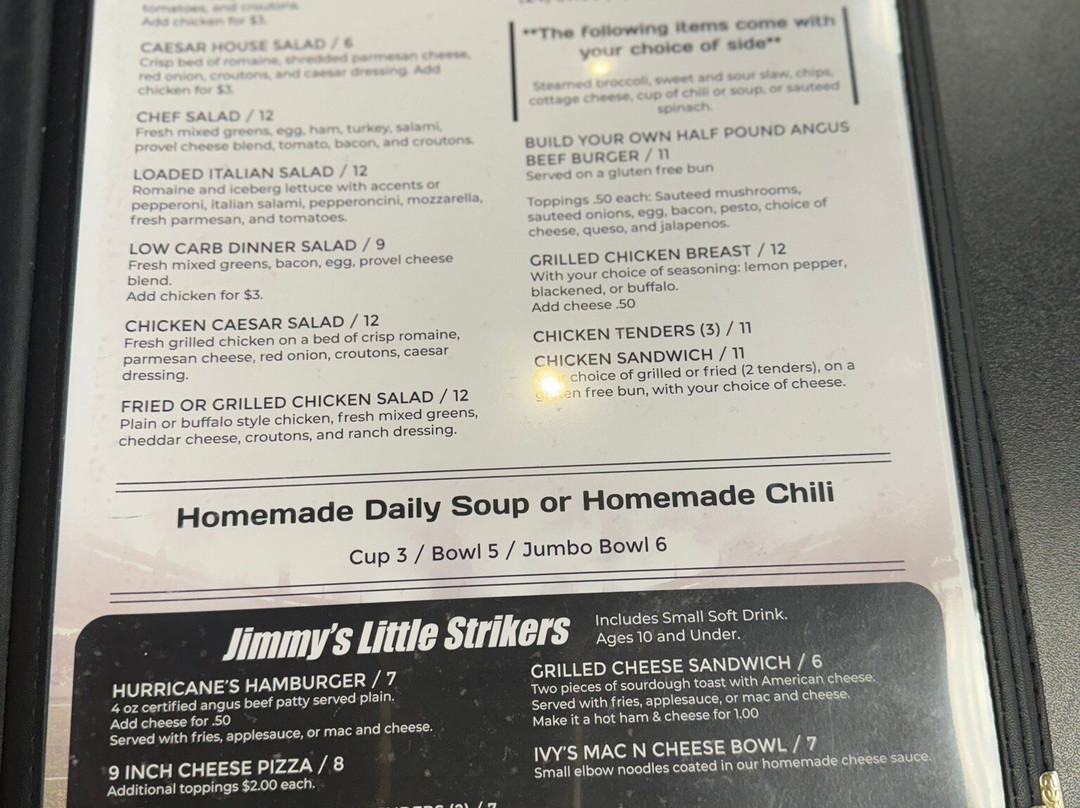 tomatoes, and croutons.
Add chicken for $3.
CAESAR HOUSE SALAD / 6
Crisp bed of romaine, shredded parmesan cheese,
red onion, croutons, and caesar dressing. Add
chicken for $3.
CHEF SALAD / 12
Fresh mixed greens, egg, ham, turkey, salami,
provel cheese blend, tomato, bacon, and croutons.
LOADED ITALIAN SALAD / 12
Romaine and iceberg lettuce with accents or
pepperoni, italian salami, pepperoncini, mozzarella,
fresh parmesan, and tomatoes.
LOW CARB DINNER SALAD / 9
Fresh mixed greens, bacon, egg, provel cheese
blend.
Add chicken for $3.
CHICKEN CAESAR SALAD / 12
Fresh grilled chicken on a bed of crisp romaine,
parmesan cheese, red onion, croutons, caesar
dressing.
FRIED OR GRILLED CHICKEN SALAD / 12
Plain or buffalo style chicken, fresh mixed greens,
cheddar cheese, croutons, and ranch dressing.
**The following items come with
your choice of side**
Steamed broccoli, sweet and sour slaw, chips,
cottage cheese, cup of chili or soup, or sauteed
spinach.
BUILD YOUR OWN HALF POUND ANGUS
BEEF BURGER / 11
Served on a gluten free bun
Toppings .50 each: Sauteed mushrooms,
sauteed onions, egg, bacon, pesto, choice of
cheese, queso, and jalapenos.
GRILLED CHICKEN BREAST / 12
With your choice of seasoning: lemon pepper,
blackened, or buffalo.
Add cheese .50
CHICKEN TENDERS (3) / 11
CHICKEN SANDWICH / 11
choice of grilled or fried (2 tenders), on a
free bun, with your choice of cheese.
Homemade Daily Soup or Homemade Chili
Cup 3 / Bowl 5 / Jumbo Bowl 6
Jimmy's Little Strikers
Includes Small Soft Drink.
Ages 10 and Under.
HURRICANE'S HAMBURGER / 7
4 oz certified angus beef patty served plain.
Add cheese for .50
Served with fries, applesauce, or mac and cheese.
9 INCH CHEESE PIZZA / 8
Additional toppings $2.00 each.
GRILLED CHEESE SANDWICH / 6
Two pieces of sourdough toast with American cheese.
Served with fries, applesauce, or mac and cheese.
Make it a hot ham & cheese for 1.00
IVY'S MAC N CHEESE BOWL / 7
Small elbow noodles coated in our homemade cheese sauce.